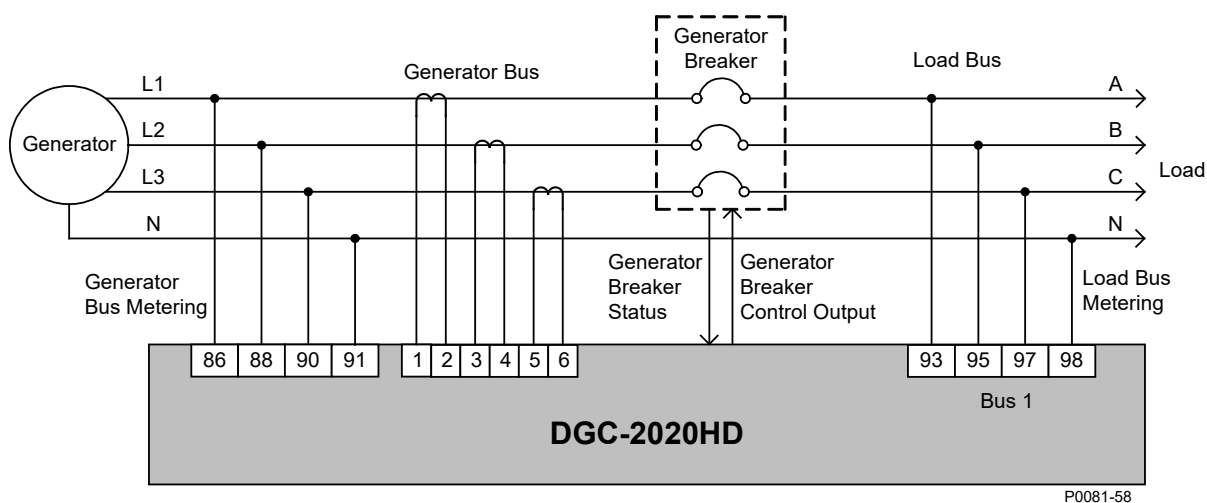 Generator
Breaker
Generator Bus
Load Bus
L1
A
L2
B
Generator
L3
C
Load
N
N
Generator
Bus Metering
Generator
Breaker
Status
Generator
Breaker
Control Output
Load Bus
Metering
86 88 90 91 1 2 3 4 5 6 93 95 97 98
Bus 1
DGC-2020HD
P0081-58